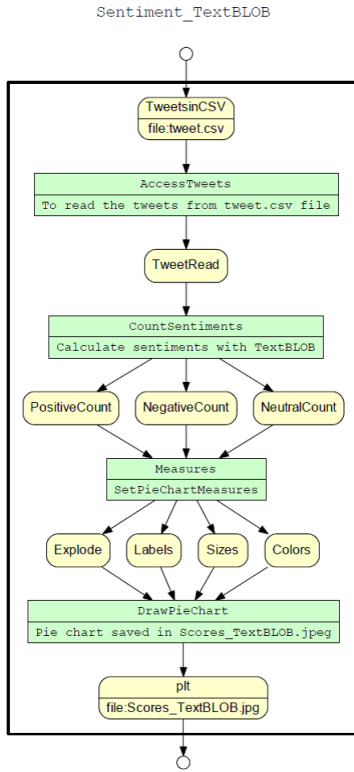 Sentiment_TextBLOB
TweetsinCSV
file:tweet.csv
AccessTweets
To read the tweets from tweet.csv file
TweetRead
CountSentiments
Calculate sentiments with TextBLOB
PositiveCount NegativeCount NeutralCount
Measures
SetPieChartMeasures
Explode Labels Sizes Colors
DrawPieChart
Pie chart saved in Scores_TextBLOB.jpeg
plt
file:Scores_TextBLOB.jpg